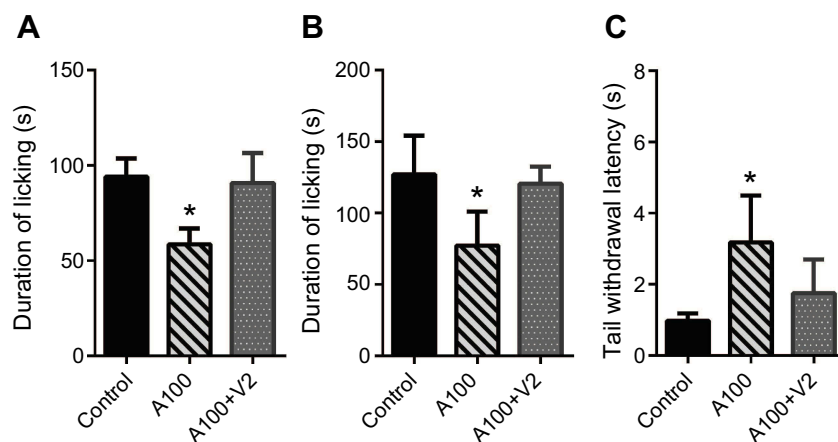 A
Duration of licking (s)
150
100
50
0
*
Control
A100
A100+V2
B
Duration of licking (s)
200
150
100
50
0
*
Control
A100
A100+V2
C
Tail withdrawal latency (s)
8
6
4
2
0
*
Control
A100
A100+V2